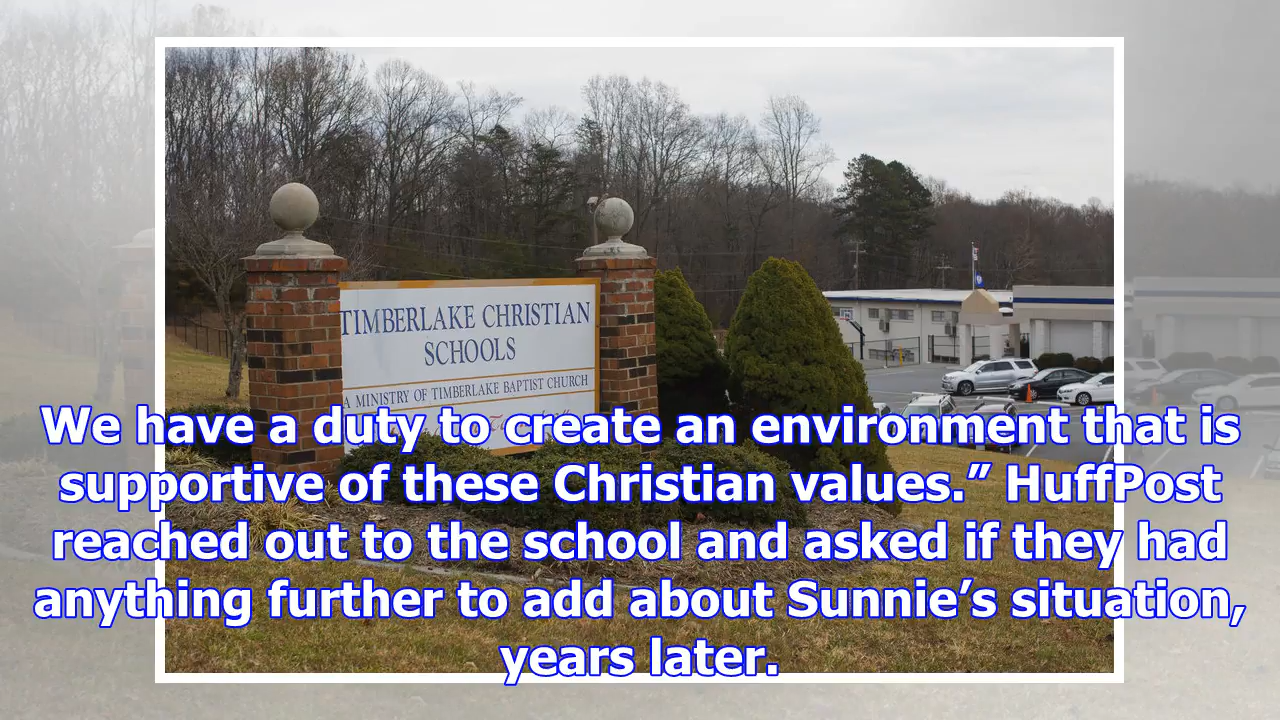 TIMBERLAKE CHRISTIAN
SCHOOLS
A MINISTRY OF TIMBERLAKE BAPTIST CHURCH
We have a duty to create an environment that is
supportive of these Christian values.” HuffPost
reached out to the school and asked if they had
anything further to add about Sunnie’s situation,
years later.